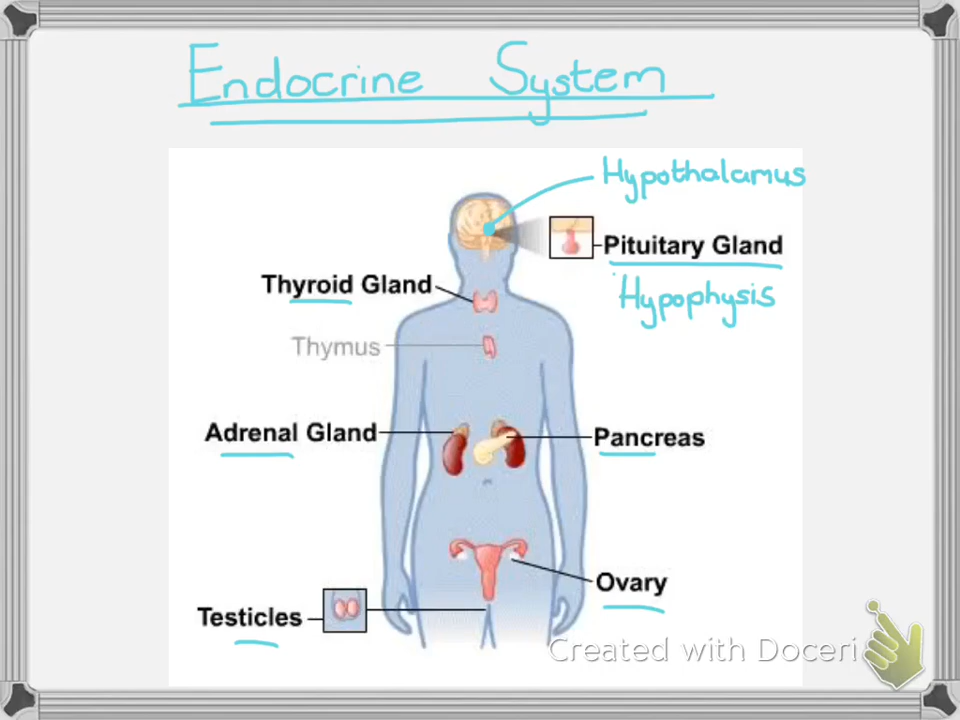 Endocrine System
Hypothalamus
Pituitary Gland
Hypophysis
Thyroid Gland
Thymus
Adrenal Gland
Pancreas
Ovary
Testicles
Created with Doceri